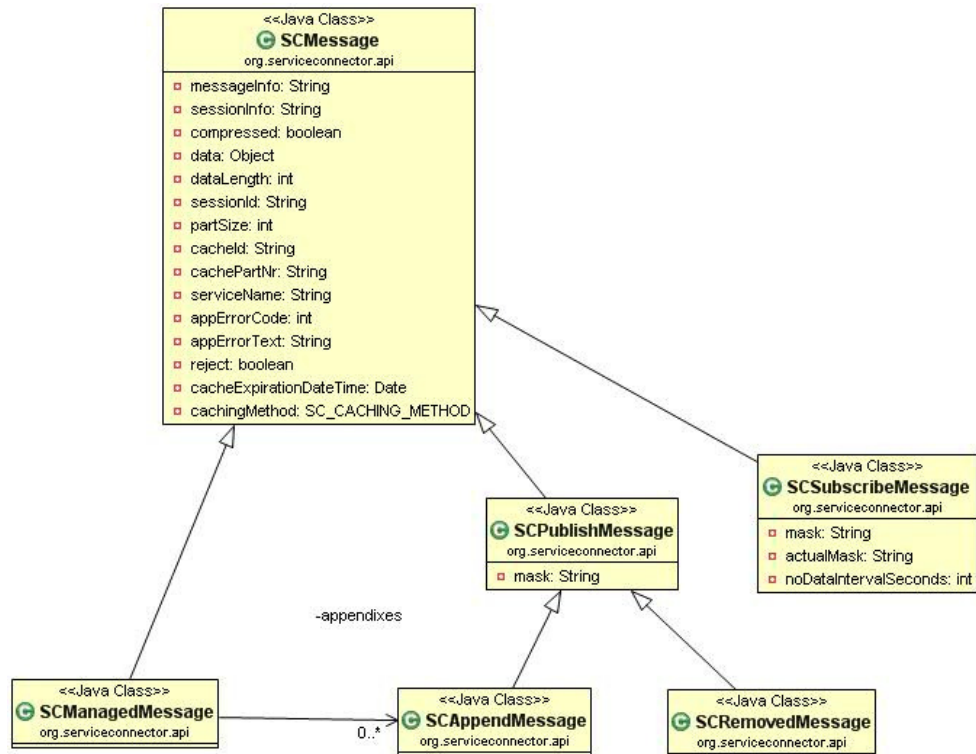 <<Java Class>>
SCMessage
org.serviceconnector.api
messageInfo: String
sessionInfo: String
compressed: boolean
data: Object
dataLength: int
sessionId: String
partSize: int
cacheId: String
cachePartNr: String
serviceName: String
appErrorCode: int
appErrorText: String
reject: boolean
cacheExpirationDateTime: Date
cachingMethod: SC_CACHING_METHOD
<<Java Class>>
SCSubscribeMessage
org.serviceconnector.api
mask: String
actualMask: String
noDataIntervalSeconds: int
<<Java Class>>
SCPublishMessage
org.serviceconnector.api
mask: String
-appendixes
<<Java Class>>
SCManagedMessage
org.serviceconnector.api
0..*
<<Java Class>>
SCAppendMessage
org.serviceconnector.api
<<Java Class>>
SCRemovedMessage
org.serviceconnector.api